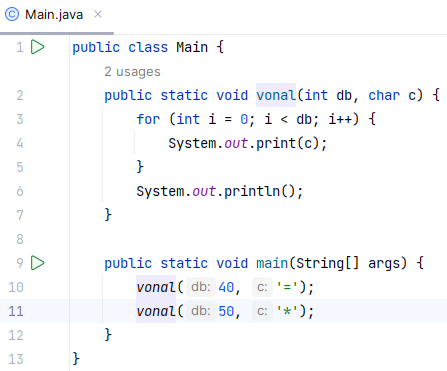 Main.java ×
1 public class Main {
2 usages
2 public static void vonal(int db, char c) {
3 for (int i = 0; i < db; i++) {
4 System.out.print(c);
5 }
6 System.out.println();
7 }
8
9 public static void main(String[] args) {
10 vonal( db: 40, c: '=');
11 vonal( db: 50, c: '*');
12 }
13 }